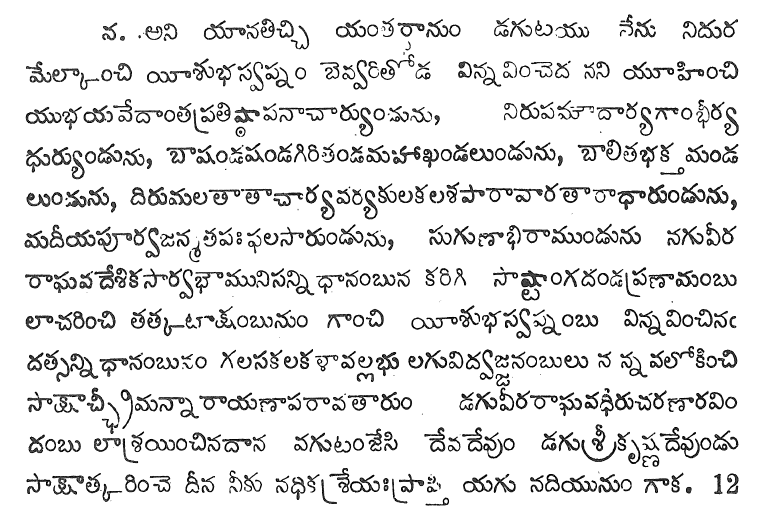 న. అని యానతిచ్చి యంతర్ధానుం డగుటయు నేను నిదుర
మేల్కాంచి యీశుభస్వప్నం బెవ్వరితోడ విన్నవించెద నని యూహించి
యుభయవేదాంతప్రతిష్ఠాపనాచార్యుండును, నిరుపమౌదార్యగాంభీర్య
ధుర్యుండును, బాషండషండగిరితండమహాఖండలుండును, బాలితభక్తమండ
లుండును, దిరుమలతాతాచార్యవర్యకులకలశపారావారతారాధారుండును,
మదీయపూర్వజన్మతపఃఫలసారుండును, సుగుణాభిరాముండును నగువీర
రాఘవదేశికసార్వభౌమునిసన్నిధానంబున కరిగి సాష్టాంగదండప్రణామంబు
లాచరించి తత్కటాక్షంబునుం గాంచి యీశుభస్వప్నంబు విన్నవించినఁ
దత్సన్నిధానంబునం గలసకలకళావల్లభు లగువిద్వజ్జనంబులు న న్నవలోకించి
సాక్షాచ్ఛ్రీమన్నారాయణాపరావతారుం డగువీరరాఘవధీరుచరణారవిం
దంబు లాశ్రయించినదాన వగుటంజేసి దేవదేవుం డగుశ్రీకృష్ణదేవుండు
సాక్షాత్కరించె దీన నీకు నధికశ్రేయఃప్రాప్తి యగు నదియునుం గాక. 12